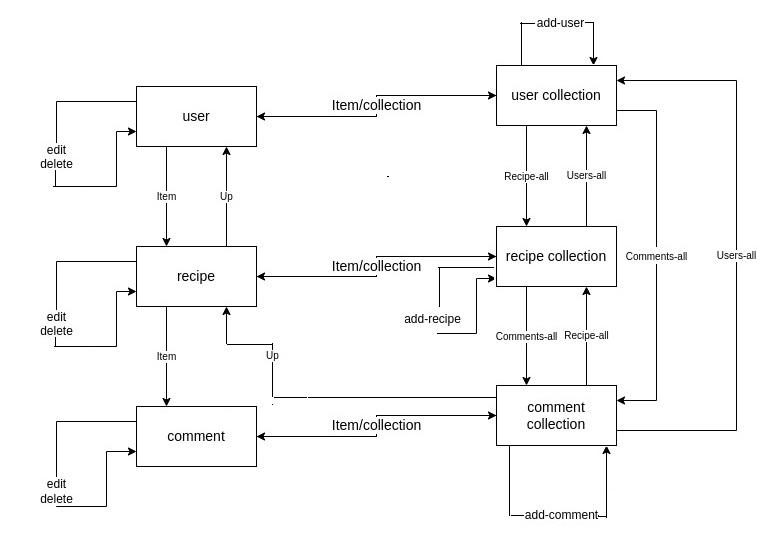 add-user
user
Item/collection
user collection
edit
delete
Item
Up
Recipe-all
Users-all
recipe
Item/collection
recipe collection
Comments-all
Users-all
edit
delete
add-recipe
Item
Up
Comments-all
Recipe-all
comment
Item/collection
comment
collection
edit
delete
add-comment